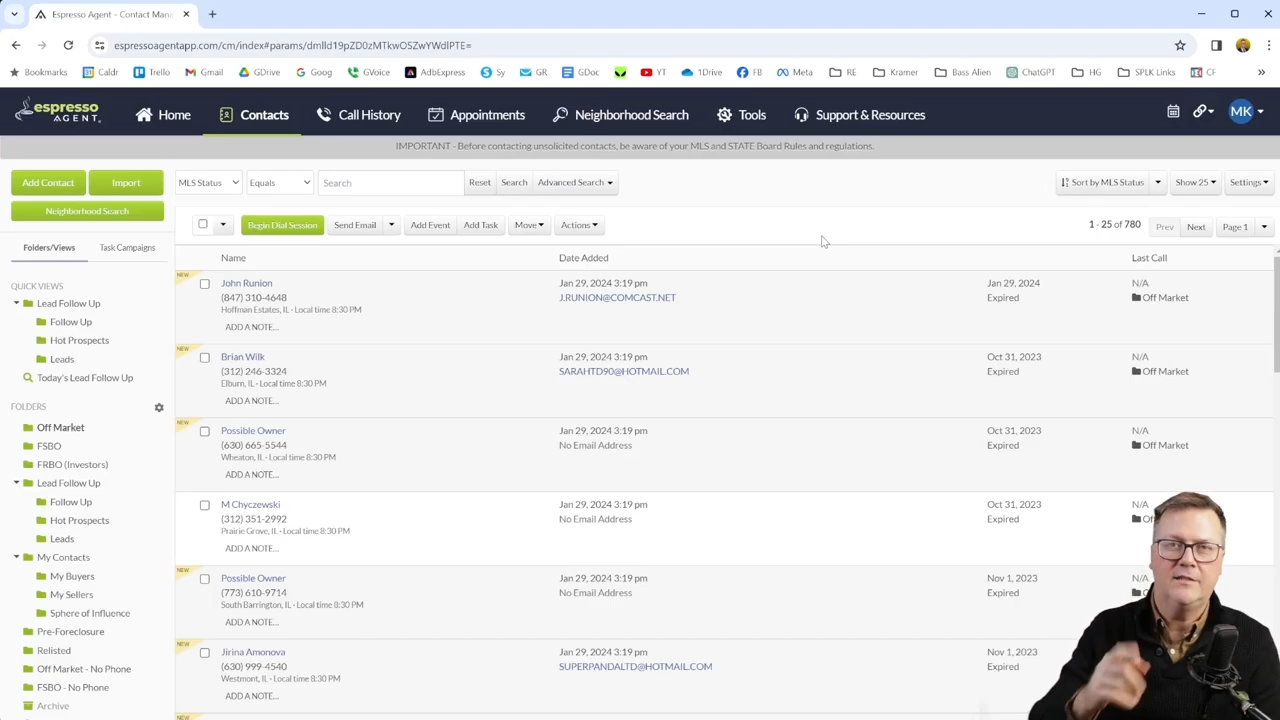 Espresso Agent - Contact Mana
espressoagentapp.com/cm/index#params/dmlld19pZD0zMTkwOSZwYWdlPTE=
Bookmarks Caldr Trello Gmail GDrive Goog GVoice AdbExpress Sy GR GDoc YT 1Drive FB Meta RE Kramer Bass Alien ChatGPT HG SPLK Links CF
espresso AGENT Home Contacts Call History Appointments Neighborhood Search Tools Support & Resources MK
IMPORTANT - Before contacting unsolicited contacts, be aware of your MLS and STATE Board Rules and regulations.
Add Contact Import MLS Status Equals Search Reset Search Advanced Search Sort by MLS Status Show 25 Settings
Neighborhood Search
Begin Dial Session Send Email Add Event Add Task Move Actions 1 - 25 of 780 Prev Next Page 1
Folders/Views Task Campaigns
Name Date Added Last Call
QUICK VIEWS
Lead Follow Up
Follow Up
Hot Prospects
Leads
Today's Lead Follow Up
FOLDERS
Off Market
FSBO
FRBO (Investors)
Lead Follow Up
Follow Up
Hot Prospects
Leads
My Contacts
My Buyers
My Sellers
Sphere of Influence
Pre-Foreclosure
Relisted
Off Market - No Phone
FSBO - No Phone
Archive
NEW
John Runion Jan 29, 2024 3:19 pm Jan 29, 2024 N/A
(847) 310-4648 J.RUNION@COMCAST.NET Expired Off Market
Hoffman Estates, IL · Local time 8:30 PM
ADD A NOTE...
NEW
Brian Wilk Jan 29, 2024 3:19 pm Oct 31, 2023 N/A
(312) 246-3324 SARAHTD90@HOTMAIL.COM Expired Off Market
Elburn, IL · Local time 8:30 PM
ADD A NOTE...
NEW
Possible Owner Jan 29, 2024 3:19 pm Oct 31, 2023 N/A
(630) 665-5544 No Email Address Expired Off Market
Wheaton, IL · Local time 8:30 PM
ADD A NOTE...
NEW
M Chyczewski Jan 29, 2024 3:19 pm Oct 31, 2023 N/A
(312) 351-2992 No Email Address Expired
Prairie Grove, IL · Local time 8:30 PM
ADD A NOTE...
NEW
Possible Owner Jan 29, 2024 3:19 pm Nov 1, 2023 N/A
(773) 610-9714 No Email Address Expired
South Barrington, IL · Local time 8:30 PM
ADD A NOTE...
NEW
Jirina Amonova Jan 29, 2024 3:19 pm Nov 1, 2023
(630) 999-4540 SUPERPANDALTD@HOTMAIL.COM Expired
Westmont, IL · Local time 8:30 PM
ADD A NOTE...